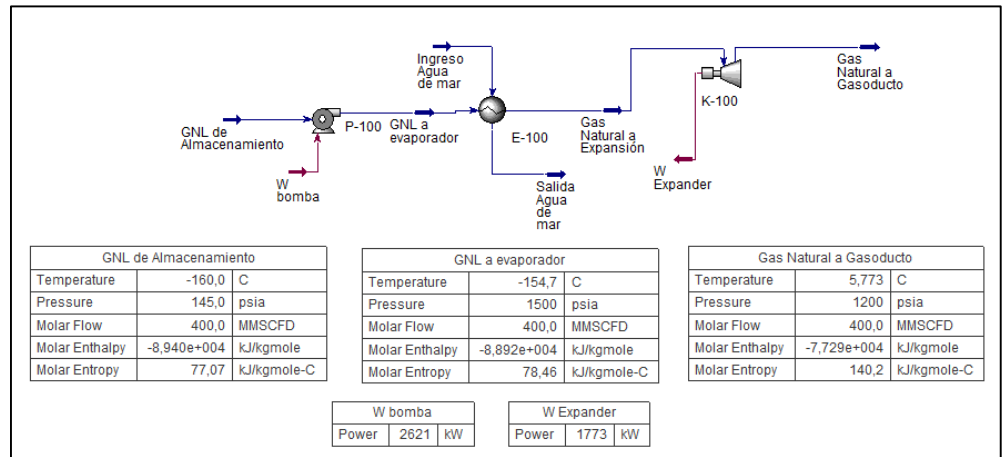 Ingreso
Agua
de mar
Gas
Natural a
Gasoducto
K-100
P-100
GNL de
Almacenamiento
GNL a
evaporador
E-100
Gas
Natural a
Expansión
W
bomba
Salida
Agua
de
mar
W
Expander
GNL de Almacenamiento
Temperature -160,0 C
Pressure 145,0 psia
Molar Flow 400,0 MMSCFD
Molar Enthalpy -8,940e+004 kJ/kgmole
Molar Entropy 77,07 kJ/kgmole-C
GNL a evaporador
Temperature -154,7 C
Pressure 1500 psia
Molar Flow 400,0 MMSCFD
Molar Enthalpy -8,892e+004 kJ/kgmole
Molar Entropy 78,46 kJ/kgmole-C
Gas Natural a Gasoducto
Temperature 5,773 C
Pressure 1200 psia
Molar Flow 400,0 MMSCFD
Molar Enthalpy -7,729e+004 kJ/kgmole
Molar Entropy 140,2 kJ/kgmole-C
W bomba
Power 2621 kW
W Expander
Power 1773 kW